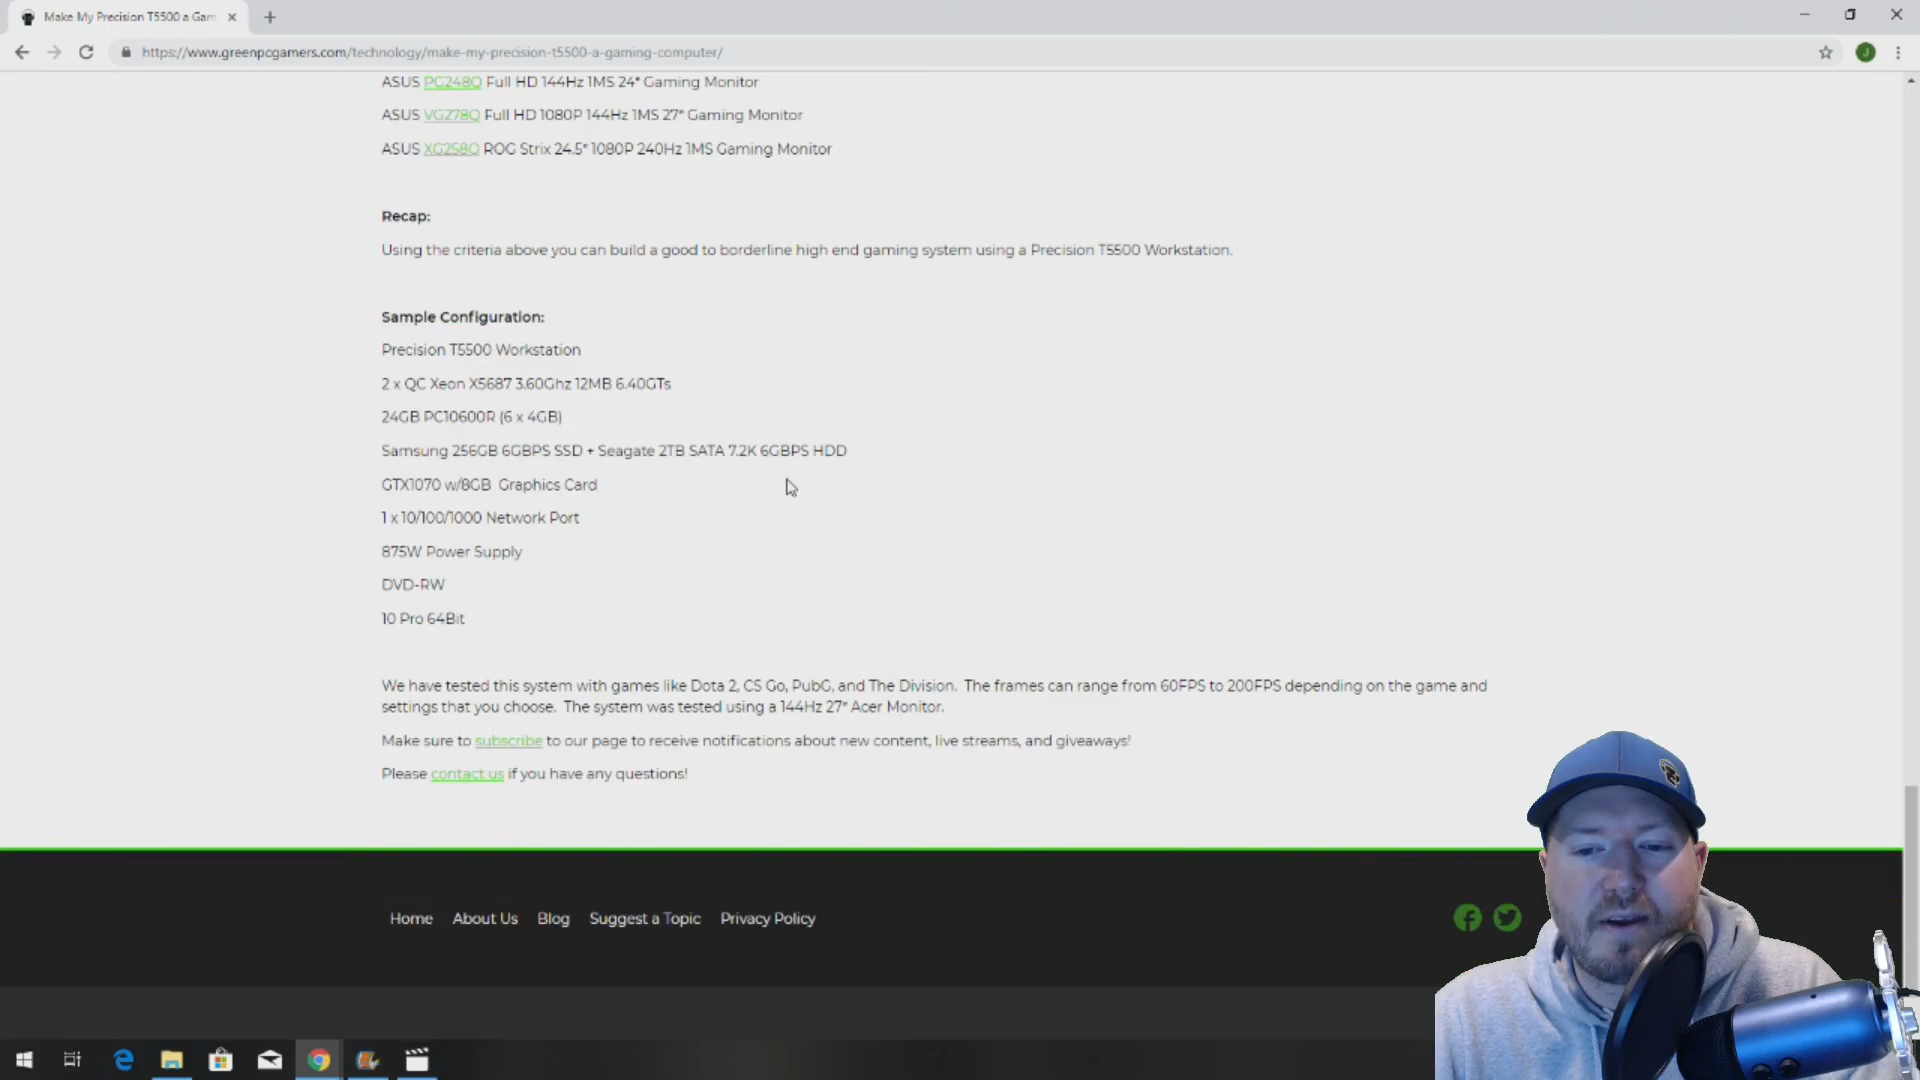 Make My Precision T5500 a Gam
https://www.greenpcgamers.com/technology/make-my-precision-t5500-a-gaming-computer/
J
ASUS PG248Q Full HD 144Hz 1MS 24" Gaming Monitor
ASUS VG278Q Full HD 1080P 144Hz 1MS 27" Gaming Monitor
ASUS XG258Q ROG Strix 24.5" 1080P 240Hz 1MS Gaming Monitor
Recap:
Using the criteria above you can build a good to borderline high end gaming system using a Precision T5500 Workstation.
Sample Configuration:
Precision T5500 Workstation
2 x QC Xeon X5687 3.60Ghz 12MB 6.40GTs
24GB PC10600R (6 x 4GB)
Samsung 256GB 6GBPS SSD + Seagate 2TB SATA 7.2K 6GBPS HDD
GTX1070 w/8GB Graphics Card
1 x 10/100/1000 Network Port
875W Power Supply
DVD-RW
10 Pro 64Bit
We have tested this system with games like Dota 2, CS Go, PubG, and The Division. The frames can range from 60FPS to 200FPS depending on the game and
settings that you choose. The system was tested using a 144Hz 27" Acer Monitor.
Make sure to subscribe to our page to receive notifications about new content, live streams, and giveaways!
Please contact us if you have any questions!
Home About Us Blog Suggest a Topic Privacy Policy